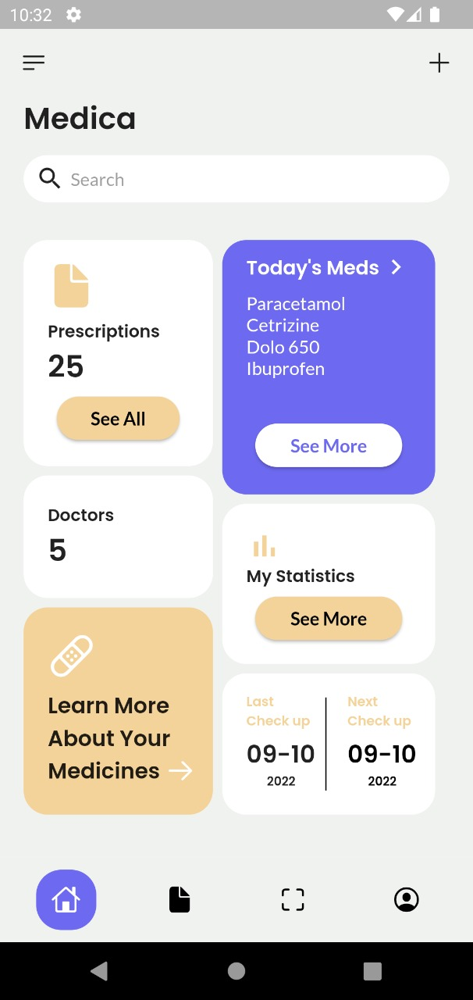 10:32
Medica
Search
Prescriptions
25
See All
Today's Meds
Paracetamol
Cetrizine
Dolo 650
Ibuprofen
See More
Doctors
5
My Statistics
See More
Learn More
About Your
Medicines
Last
Check up
09-10
2022
Next
Check up
09-10
2022